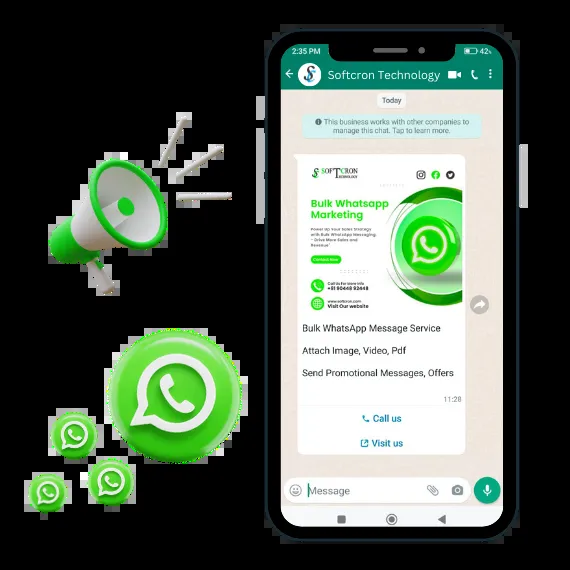 2:35 PM
42%
Softcron Technology
Today
This business works with other companies to
manage this chat. Tap to learn more.
SOFTCRON
TECHNOLOGY
Bulk Whatsapp
Marketing
Power Up Your Sales Strategy
with Bulk WhatsApp Messaging
- Drive More Sales and
Revenue"
Call Us For more info
+91 90448 92448
www.softcron.com
Visit Our website
Bulk WhatsApp Message Service
Attach Image, Video, Pdf
Send Promotional Messages, Offers
11:28
Call us
Visit us
Message